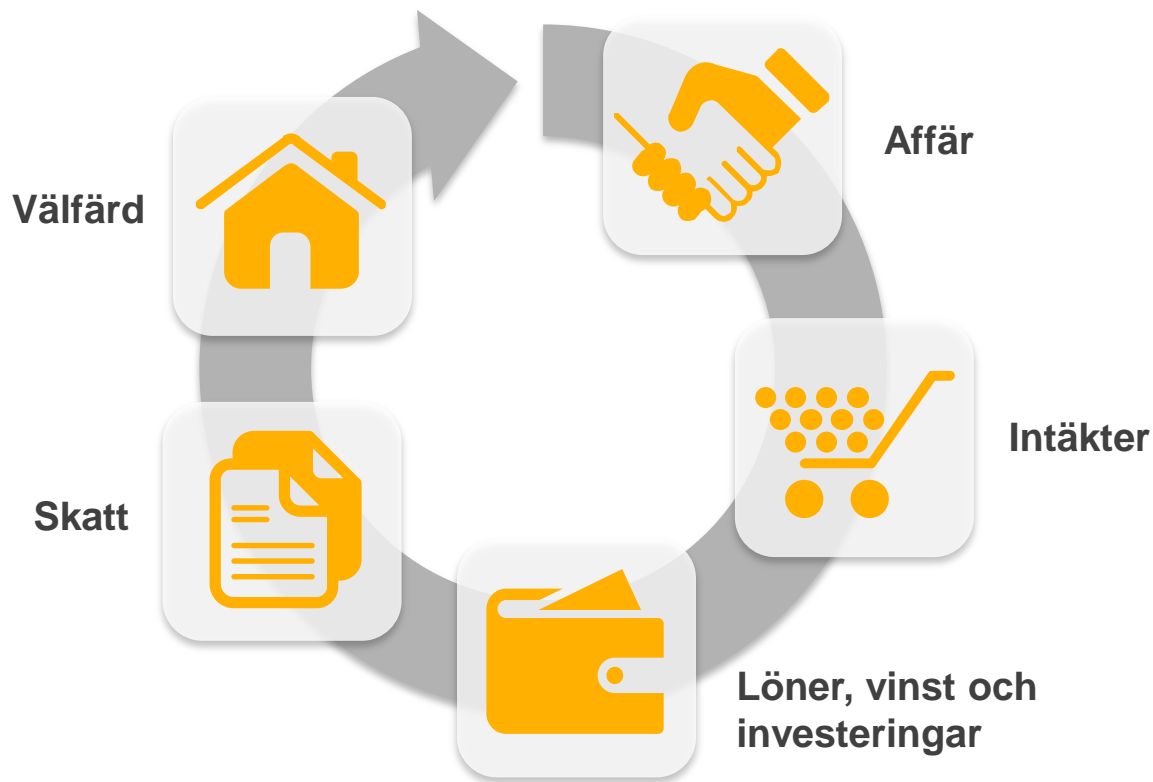 Affär
Intäkter
Löner, vinst och
investeringar
Skatt
Välfärd